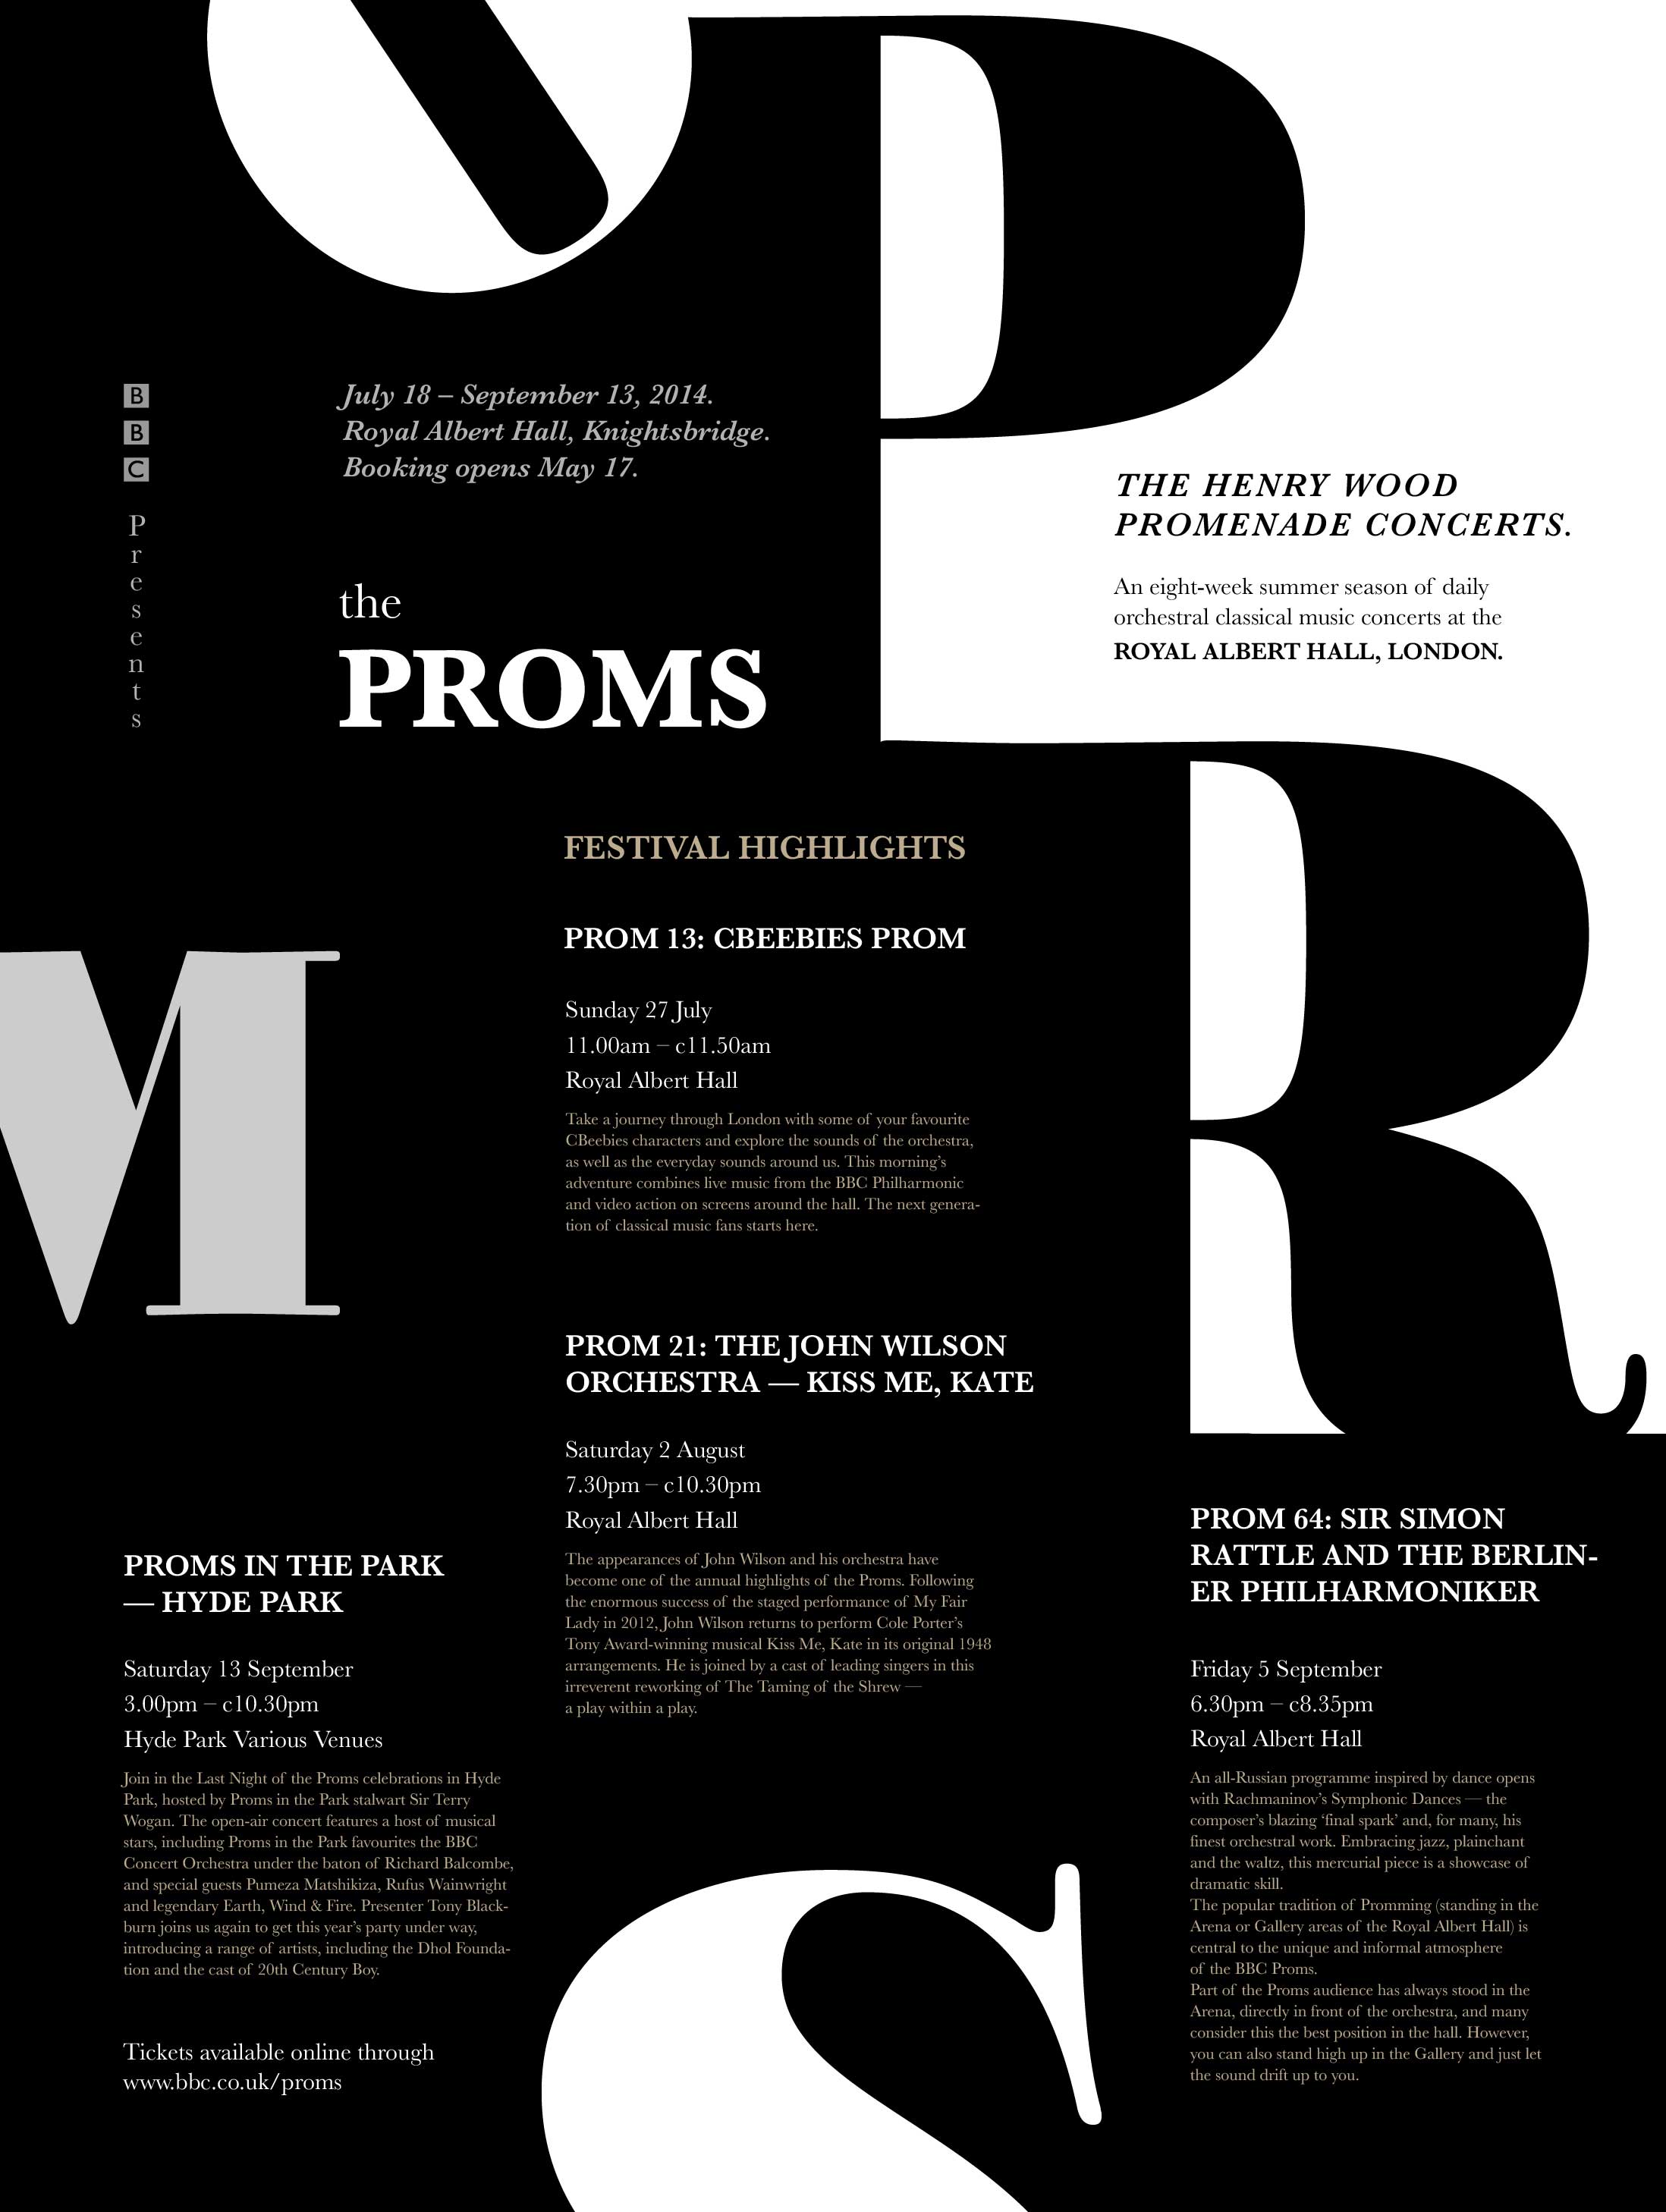 B
B
C
Presents
July 18 – September 13, 2014.
Royal Albert Hall, Knightsbridge.
Booking opens May 17.
the
PROMS
P
THE HENRY WOOD
PROMENADE CONCERTS.
An eight-week summer season of daily
orchestral classical music concerts at the
ROYAL ALBERT HALL, LONDON.
R
FESTIVAL HIGHLIGHTS
PROM 13: CBEEBIES PROM
Sunday 27 July
11.00am – c11.50am
Royal Albert Hall
Take a journey through London with some of your favourite
CBeebies characters and explore the sounds of the orchestra,
as well as the everyday sounds around us. This morning's
adventure combines live music from the BBC Philharmonic
and video action on screens around the hall. The next genera-
tion of classical music fans starts here.
M
PROM 21: THE JOHN WILSON
ORCHESTRA — KISS ME, KATE
Saturday 2 August
7.30pm – c10.30pm
Royal Albert Hall
The appearances of John Wilson and his orchestra have
become one of the annual highlights of the Proms. Following
the enormous success of the staged performance of My Fair
Lady in 2012, John Wilson returns to perform Cole Porter's
Tony Award-winning musical Kiss Me, Kate in its original 1948
arrangements. He is joined by a cast of leading singers in this
irreverent reworking of The Taming of the Shrew —
a play within a play.
PROMS IN THE PARK
— HYDE PARK
Saturday 13 September
3.00pm – c10.30pm
Hyde Park Various Venues
Join in the Last Night of the Proms celebrations in Hyde
Park, hosted by Proms in the Park stalwart Sir Terry
Wogan. The open-air concert features a host of musical
stars, including Proms in the Park favourites the BBC
Concert Orchestra under the baton of Richard Balcombe,
and special guests Pumeza Matshikiza, Rufus Wainwright
and legendary Earth, Wind & Fire. Presenter Tony Black-
burn joins us again to get this year's party under way,
introducing a range of artists, including the Dhol Founda-
tion and the cast of 20th Century Boy.
Tickets available online through
www.bbc.co.uk/proms
S
PROM 64: SIR SIMON
RATTLE AND THE BERLIN-
ER PHILHARMONIKER
Friday 5 September
6.30pm – c8.35pm
Royal Albert Hall
An all-Russian programme inspired by dance opens
with Rachmaninov's Symphonic Dances — the
composer's blazing ‘final spark’ and, for many, his
finest orchestral work. Embracing jazz, plainchant
and the waltz, this mercurial piece is a showcase of
dramatic skill.
The popular tradition of Promming (standing in the
Arena or Gallery areas of the Royal Albert Hall) is
central to the unique and informal atmosphere
of the BBC Proms.
Part of the Proms audience has always stood in the
Arena, directly in front of the orchestra, and many
consider this the best position in the hall. However,
you can also stand high up in the Gallery and just let
the sound drift up to you.